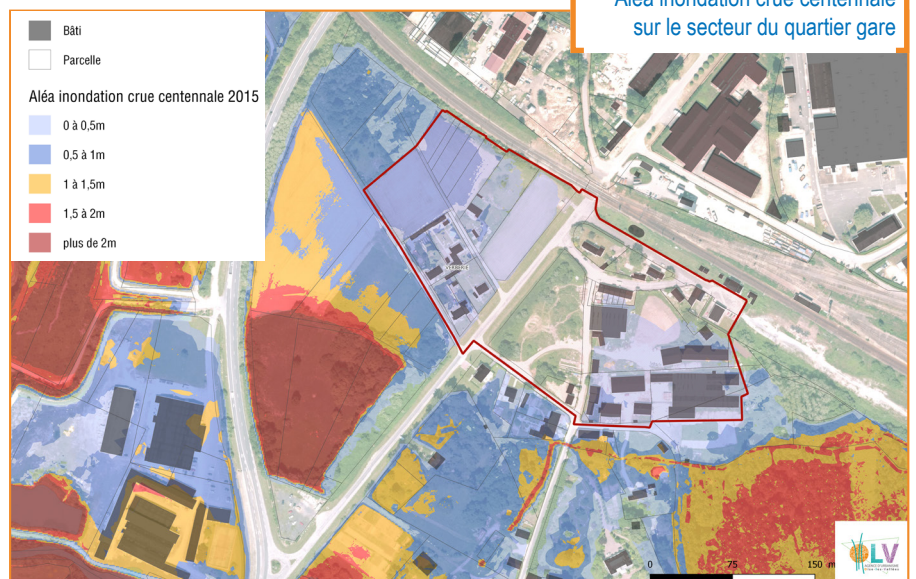 Aléa inondation crue centennale
sur le secteur du quartier gare
Bâti
Parcelle
Aléa inondation crue centennale 2015
0 à 0,5m
0,5 à 1m
1 à 1,5m
1,5 à 2m
plus de 2m
0 75 150 m
LV